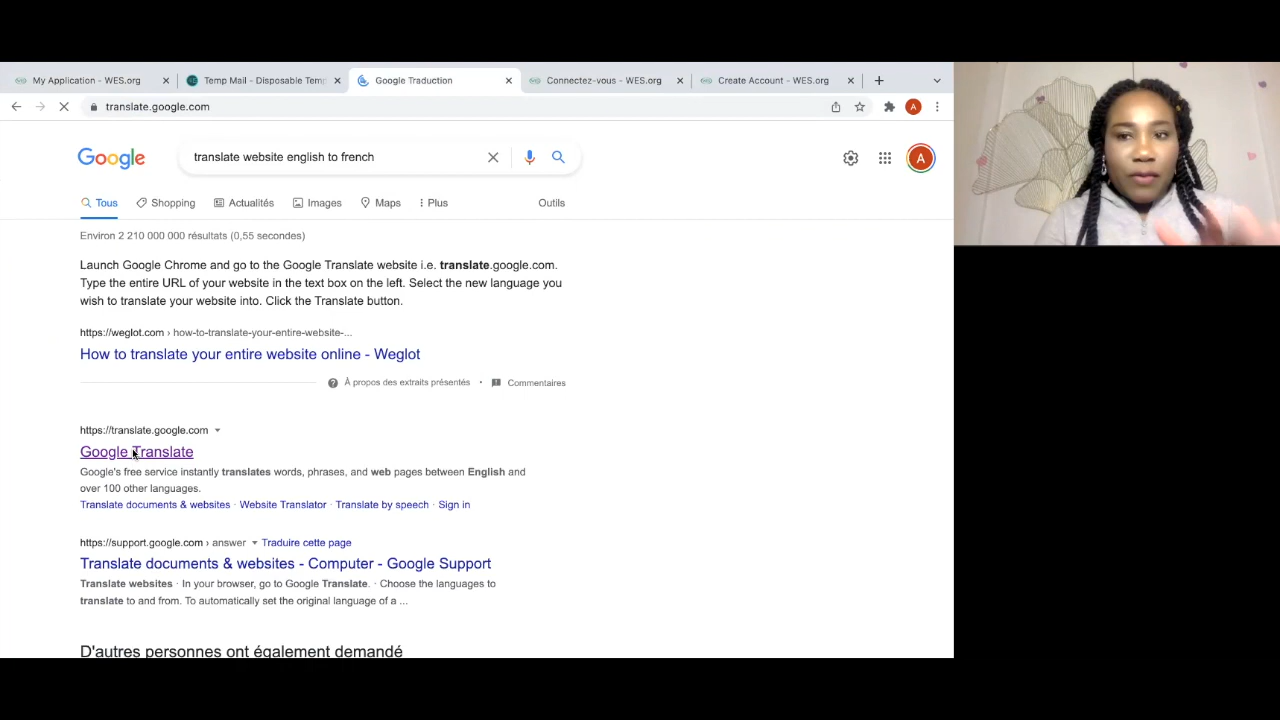 My Application - WES.org
Temp Mail - Disposable Temp
Google Traduction
Connectez-vous - WES.org
Create Account - WES.org
translate.google.com
A
Google
translate website english to french
A
Tous
Shopping
Actualités
Images
Maps
Plus
Outils
Environ 2 210 000 000 résultats (0,55 secondes)
Launch Google Chrome and go to the Google Translate website i.e. translate.google.com.
Type the entire URL of your website in the text box on the left. Select the new language you
wish to translate your website into. Click the Translate button.
https://weglot.com › how-to-translate-your-entire-website-...
How to translate your entire website online - Weglot
À propos des extraits présentés • Commentaires
https://translate.google.com
Google Translate
Google's free service instantly translates words, phrases, and web pages between English and
over 100 other languages.
Translate documents & websites · Website Translator · Translate by speech · Sign in
https://support.google.com › answer Traduire cette page
Translate documents & websites - Computer - Google Support
Translate websites · In your browser, go to Google Translate. · Choose the languages to
translate to and from. To automatically set the original language of a ...
D'autres personnes ont également demandé